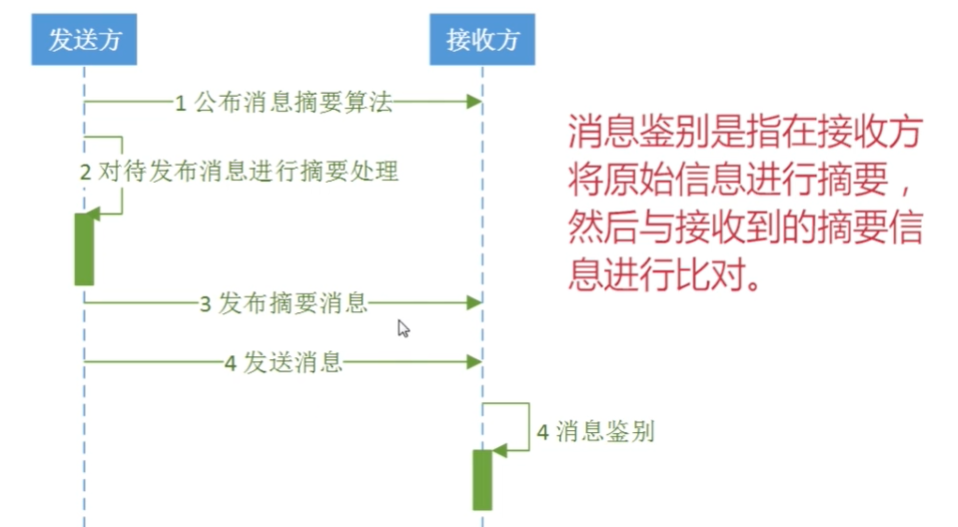 发送方
接收方
1 公布消息摘要算法
2 对待发布消息进行摘要处理
3 发布摘要消息
4 发送消息
4 消息鉴别
消息鉴别是指在接收方
将原始信息进行摘要，
然后与接收到的摘要信
息进行比对。